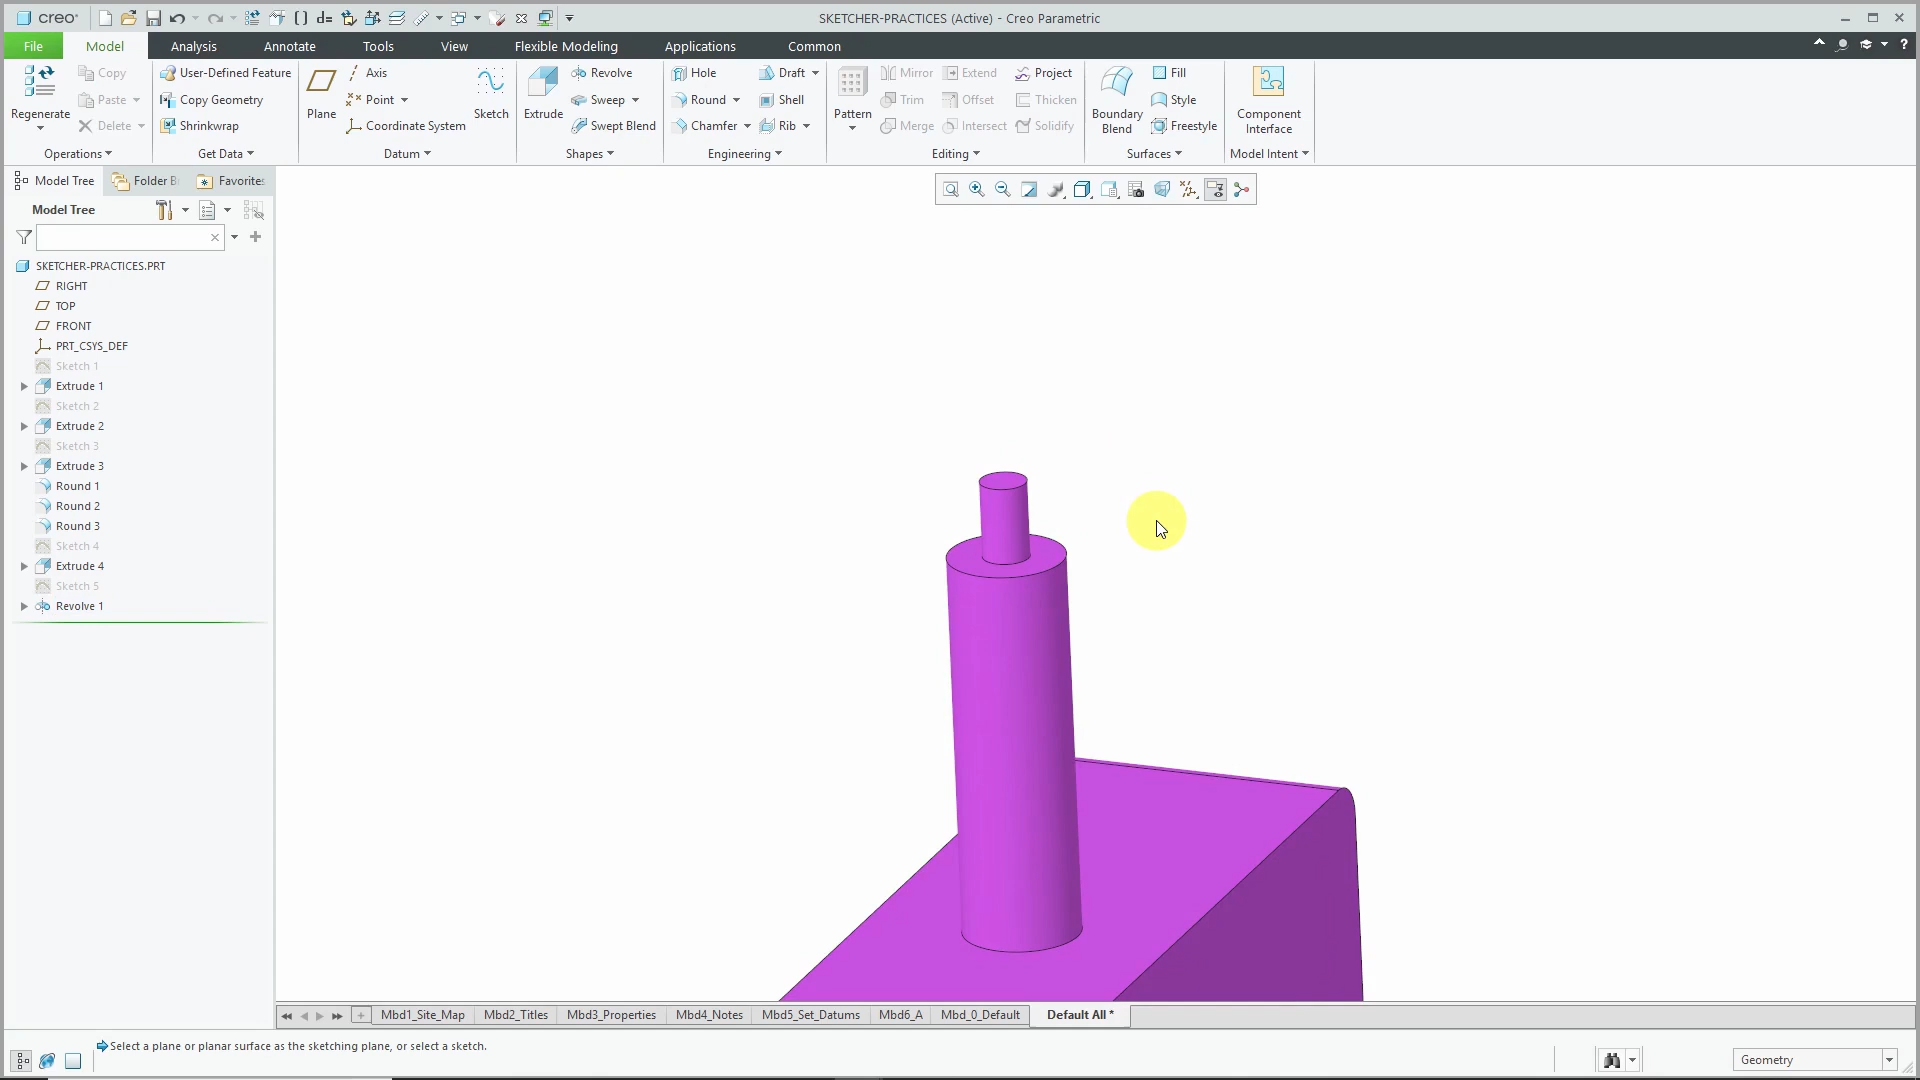 creo
SKETCHER-PRACTICES (Active) - Creo Parametric
File
Model
Analysis
Annotate
Tools
View
Flexible Modeling
Applications
Common
Regenerate
Copy
Paste
Delete
Operations
User-Defined Feature
Copy Geometry
Shrinkwrap
Get Data
Plane
Axis
Point
Coordinate System
Sketch
Datum
Extrude
Revolve
Sweep
Swept Blend
Shapes
Hole
Round
Chamfer
Draft
Shell
Rib
Engineering
Pattern
Mirror
Trim
Merge
Extend
Offset
Intersect
Project
Thicken
Solidify
Editing
Boundary
Blend
Fill
Style
Freestyle
Surfaces
Component
Interface
Model Intent
Model Tree
Folder B
Favorites
Model Tree
SKETCHER-PRACTICES.PRT
RIGHT
TOP
FRONT
PRT_CSYS_DEF
Sketch 1
Extrude 1
Sketch 2
Extrude 2
Sketch 3
Extrude 3
Round 1
Round 2
Round 3
Sketch 4
Extrude 4
Sketch 5
Revolve 1
Mbd1_Site_Map
Mbd2_Titles
Mbd3_Properties
Mbd4_Notes
Mbd5_Set_Datums
Mbd6_A
Mbd_0_Default
Default All *
Select a plane or planar surface as the sketching plane, or select a sketch.
Geometry